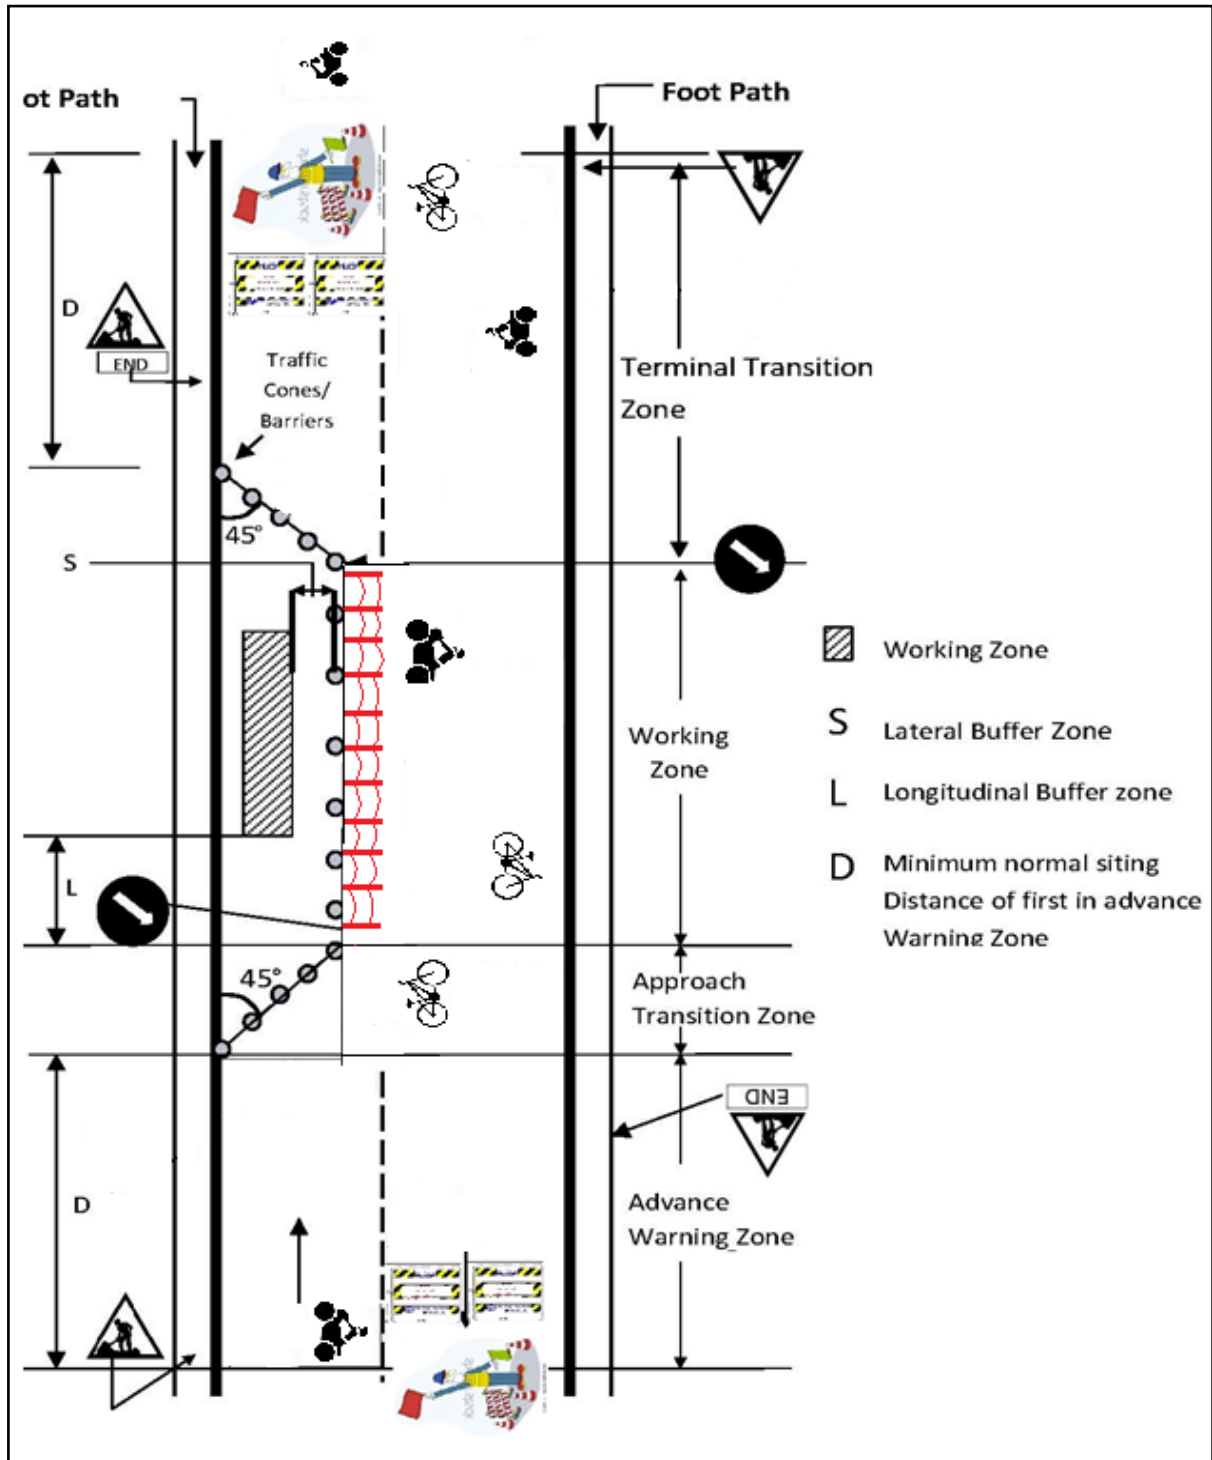 ot Path
Foot Path
D
END
Traffic
Cones/
Barriers
Terminal Transition
Zone
45°
S
Working Zone
S
Lateral Buffer Zone
Working
Zone
L
Longitudinal Buffer zone
D
Minimum normal siting
Distance of first in advance
Warning Zone
L
45°
Approach
Transition Zone
END
D
Advance
Warning Zone